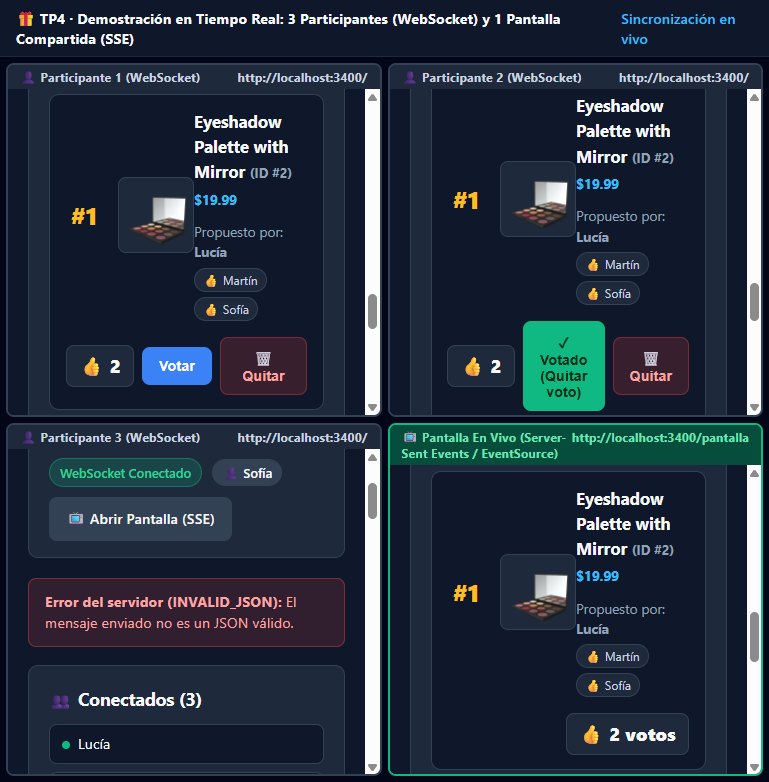 🎁 TP4 · Demostración en Tiempo Real: 3 Participantes (WebSocket) y 1 Pantalla
Compartida (SSE)
Sincronización en
vivo
👤 Participante 1 (WebSocket) http://localhost:3400/
Eyeshadow
Palette with
Mirror (ID #2)
#1
$19.99
Propuesto por:
Lucía
👍 Martín
👍 Sofía
👍 2
Votar
🗑️
Quitar
👤 Participante 2 (WebSocket) http://localhost:3400/
Eyeshadow
Palette with
Mirror (ID #2)
#1
$19.99
Propuesto por:
Lucía
👍 Martín
👍 Sofía
👍 2
✓
Votado
(Quitar
voto)
🗑️
Quitar
👤 Participante 3 (WebSocket) http://localhost:3400/
WebSocket Conectado
👤 Sofía
📺 Abrir Pantalla (SSE)
Error del servidor (INVALID_JSON): El
mensaje enviado no es un JSON válido.
👥 Conectados (3)
Lucía
📺 Pantalla En Vivo (Server-
Sent Events / EventSource)
http://localhost:3400/pantalla
Eyeshadow
Palette with
Mirror (ID #2)
#1
$19.99
Propuesto por:
Lucía
👍 Martín
👍 Sofía
👍 2 votos